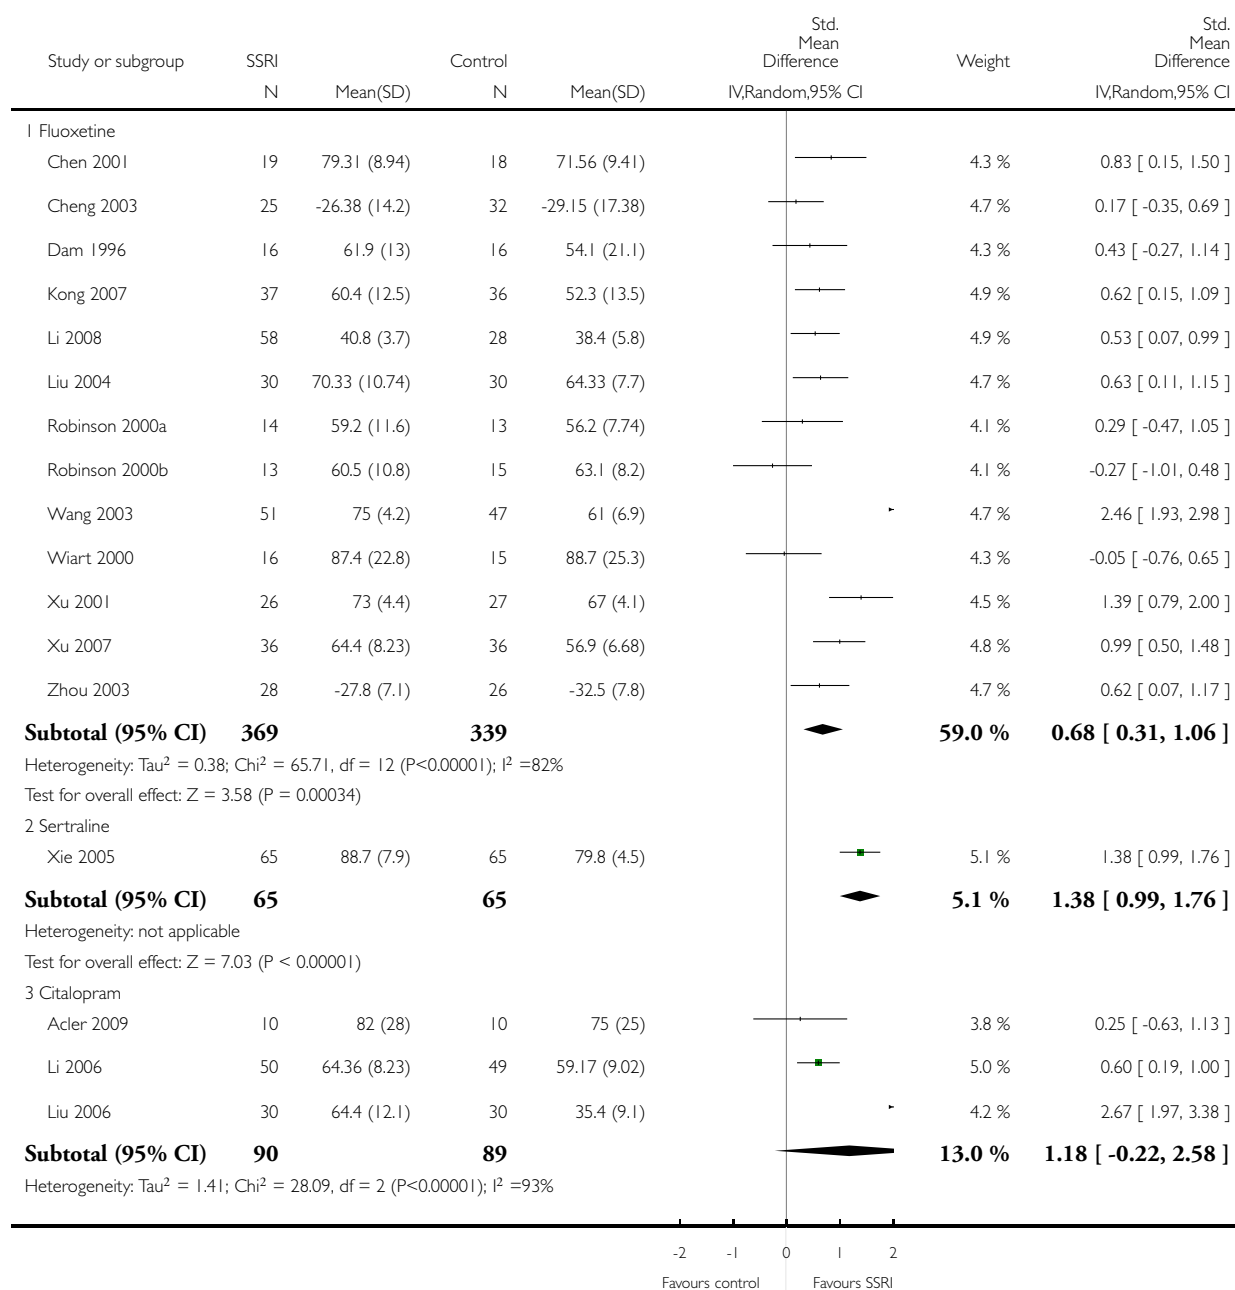 Std. Mean Difference Std. Mean Difference
Study or subgroup SSRI Control Weight
N Mean(SD) N Mean(SD) IV,Random,95% CI IV,Random,95% CI
1 Fluoxetine
Chen 2001 19 79.31 (8.94) 18 71.56 (9.41) 4.3 % 0.83 [ 0.15, 1.50 ]
Cheng 2003 25 -26.38 (14.2) 32 -29.15 (17.38) 4.7 % 0.17 [ -0.35, 0.69 ]
Dam 1996 16 61.9 (13) 16 54.1 (21.1) 4.3 % 0.43 [ -0.27, 1.14 ]
Kong 2007 37 60.4 (12.5) 36 52.3 (13.5) 4.9 % 0.62 [ 0.15, 1.09 ]
Li 2008 58 40.8 (3.7) 28 38.4 (5.8) 4.9 % 0.53 [ 0.07, 0.99 ]
Liu 2004 30 70.33 (10.74) 30 64.33 (7.7) 4.7 % 0.63 [ 0.11, 1.15 ]
Robinson 2000a 14 59.2 (11.6) 13 56.2 (7.74) 4.1 % 0.29 [ -0.47, 1.05 ]
Robinson 2000b 13 60.5 (10.8) 15 63.1 (8.2) 4.1 % -0.27 [ -1.01, 0.48 ]
Wang 2003 51 75 (4.2) 47 61 (6.9) 4.7 % 2.46 [ 1.93, 2.98 ]
Wiart 2000 16 87.4 (22.8) 15 88.7 (25.3) 4.3 % -0.05 [ -0.76, 0.65 ]
Xu 2001 26 73 (4.4) 27 67 (4.1) 4.5 % 1.39 [ 0.79, 2.00 ]
Xu 2007 36 64.4 (8.23) 36 56.9 (6.68) 4.8 % 0.99 [ 0.50, 1.48 ]
Zhou 2003 28 -27.8 (7.1) 26 -32.5 (7.8) 4.7 % 0.62 [ 0.07, 1.17 ]
Subtotal (95% CI) 369 339 59.0 % 0.68 [ 0.31, 1.06 ]
Heterogeneity: Tau² = 0.38; Chi² = 65.71, df = 12 (P<0.00001); I² =82%
Test for overall effect: Z = 3.58 (P = 0.00034)
2 Sertraline
Xie 2005 65 88.7 (7.9) 65 79.8 (4.5) 5.1 % 1.38 [ 0.99, 1.76 ]
Subtotal (95% CI) 65 65 5.1 % 1.38 [ 0.99, 1.76 ]
Heterogeneity: not applicable
Test for overall effect: Z = 7.03 (P < 0.00001)
3 Citalopram
Acler 2009 10 82 (28) 10 75 (25) 3.8 % 0.25 [ -0.63, 1.13 ]
Li 2006 50 64.36 (8.23) 49 59.17 (9.02) 5.0 % 0.60 [ 0.19, 1.00 ]
Liu 2006 30 64.4 (12.1) 30 35.4 (9.1) 4.2 % 2.67 [ 1.97, 3.38 ]
Subtotal (95% CI) 90 89 13.0 % 1.18 [ -0.22, 2.58 ]
Heterogeneity: Tau² = 1.41; Chi² = 28.09, df = 2 (P<0.00001); I² =93%
-2 -1 0 1 2
Favours control Favours SSRI